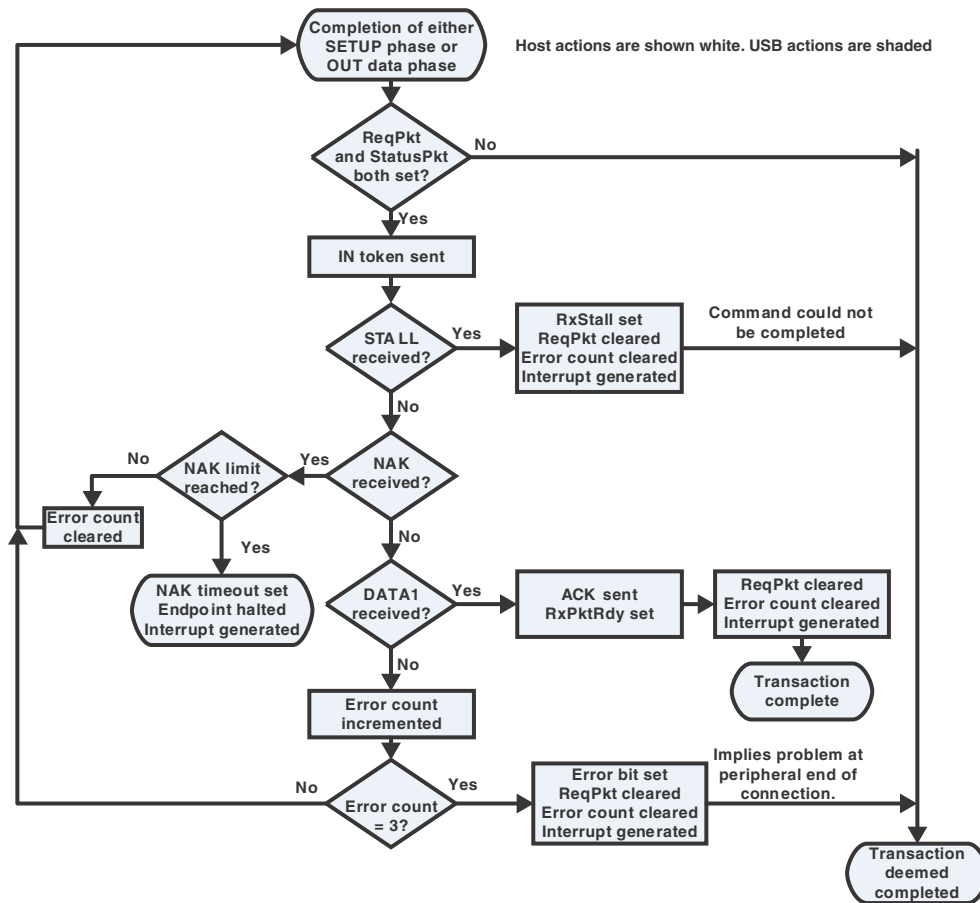 Completion of either
SETUP phase or
OUT data phase
Host actions are shown white. USB actions are shaded
ReqPkt
and StatusPkt
both set?
No
Yes
IN token sent
STALL
received?
Yes
RxStall set
ReqPkt cleared
Error count cleared
Interrupt generated
Command could not
be completed
No
NAK
received?
Yes
NAK limit
reached?
No
Error count
cleared
Yes
NAK timeout set
Endpoint halted
Interrupt generated
No
DATA1
received?
Yes
ACK sent
RxPktRdy set
ReqPkt cleared
Error count cleared
Interrupt generated
Transaction
complete
No
Error count
incremented
Error count
= 3?
No
Yes
Error bit set
ReqPkt cleared
Error count cleared
Interrupt generated
Implies problem at
peripheral end of
connection.
Transaction
deemed
completed